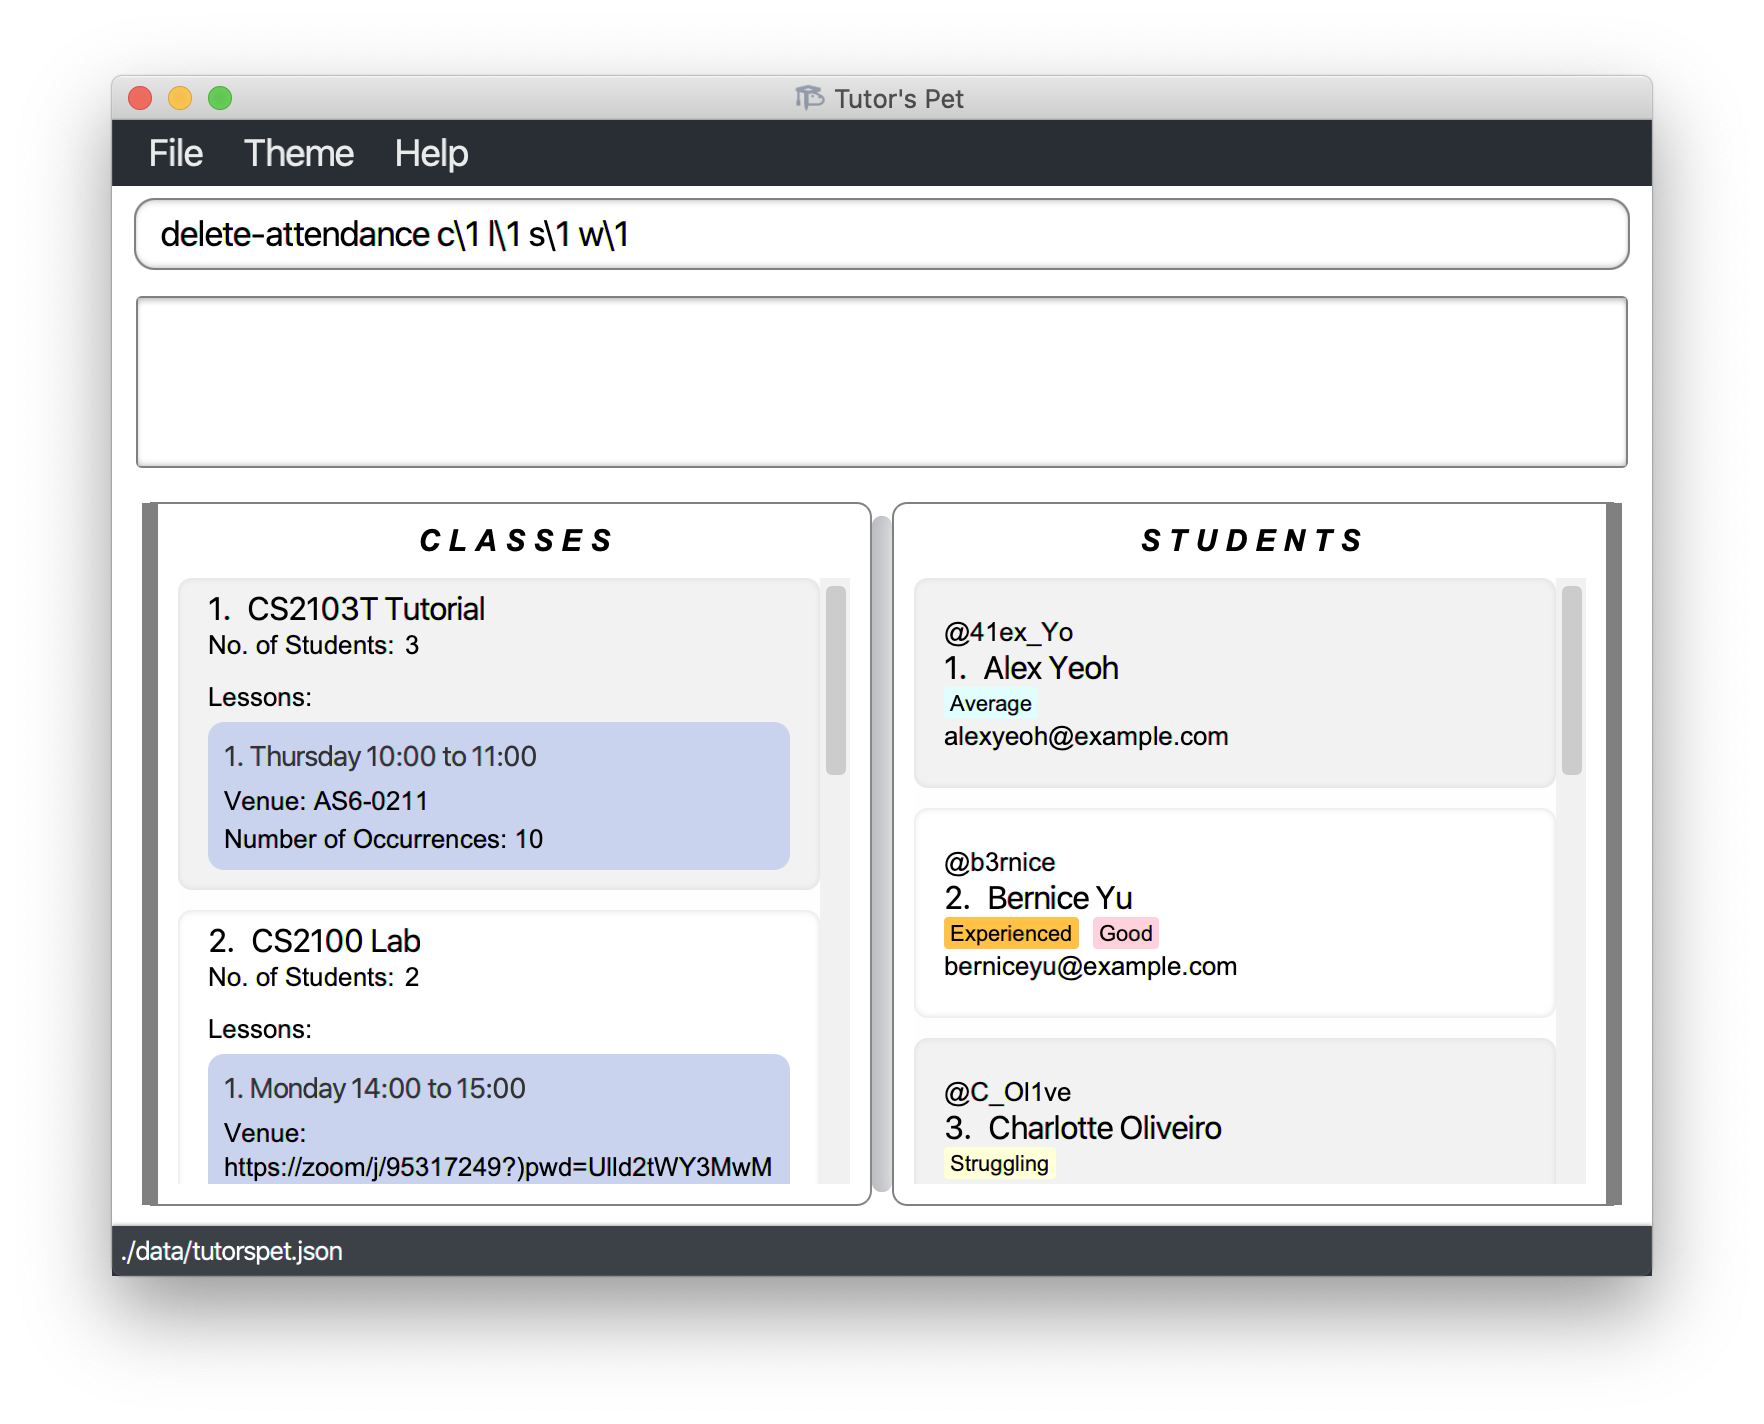 Tutor's Pet
File Theme Help
delete-attendance c\1 l\1 s\1 w\1
CLASSES
1. CS2103T Tutorial
No. of Students: 3
Lessons:
1. Thursday 10:00 to 11:00
Venue: AS6-0211
Number of Occurrences: 10
2. CS2100 Lab
No. of Students: 2
Lessons:
1. Monday 14:00 to 15:00
Venue:
https://zoom/j/95317249?)pwd=Ulld2tWY3MwM
STUDENTS
@41ex_Yo
1. Alex Yeoh
Average
alexyeoh@example.com
@b3rnice
2. Bernice Yu
Experienced Good
berniceyu@example.com
@C_Ol1ve
3. Charlotte Oliveiro
Struggling
./data/tutorspet.json